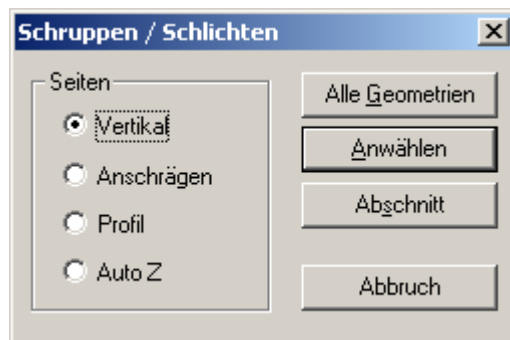 Schruppen / Schlichten
Seiten
Vertikal
Anschrägen
Profil
Auto Z
Alle Geometrien
Anwählen
Abschnitt
Abbruch